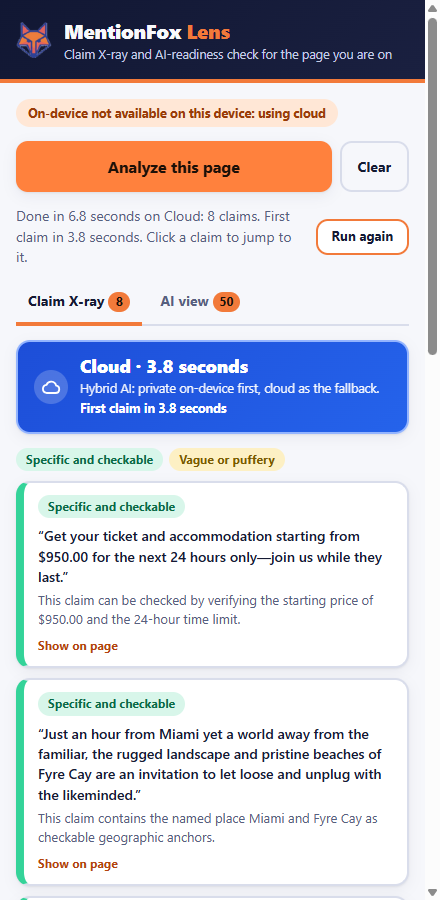 MentionFox Lens
Claim X-ray and AI-readiness check for the page you are on
On-device not available on this device: using cloud
Analyze this page
Clear
Done in 6.8 seconds on Cloud: 8 claims. First
claim in 3.8 seconds. Click a claim to jump to
it.
Run again
Claim X-ray 8
AI view 50
Cloud · 3.8 seconds
Hybrid AI: private on-device first, cloud as the fallback.
First claim in 3.8 seconds
Specific and checkable
Vague or puffery
Specific and checkable
“Get your ticket and accommodation starting from
$950.00 for the next 24 hours only—join us while they
last.”
This claim can be checked by verifying the starting price of
$950.00 and the 24-hour time limit.
Show on page
Specific and checkable
“Just an hour from Miami yet a world away from the
familiar, the rugged landscape and pristine beaches of
Fyre Cay are an invitation to let loose and unplug with
the likeminded.”
This claim contains the named place Miami and Fyre Cay as
checkable geographic anchors.
Show on page